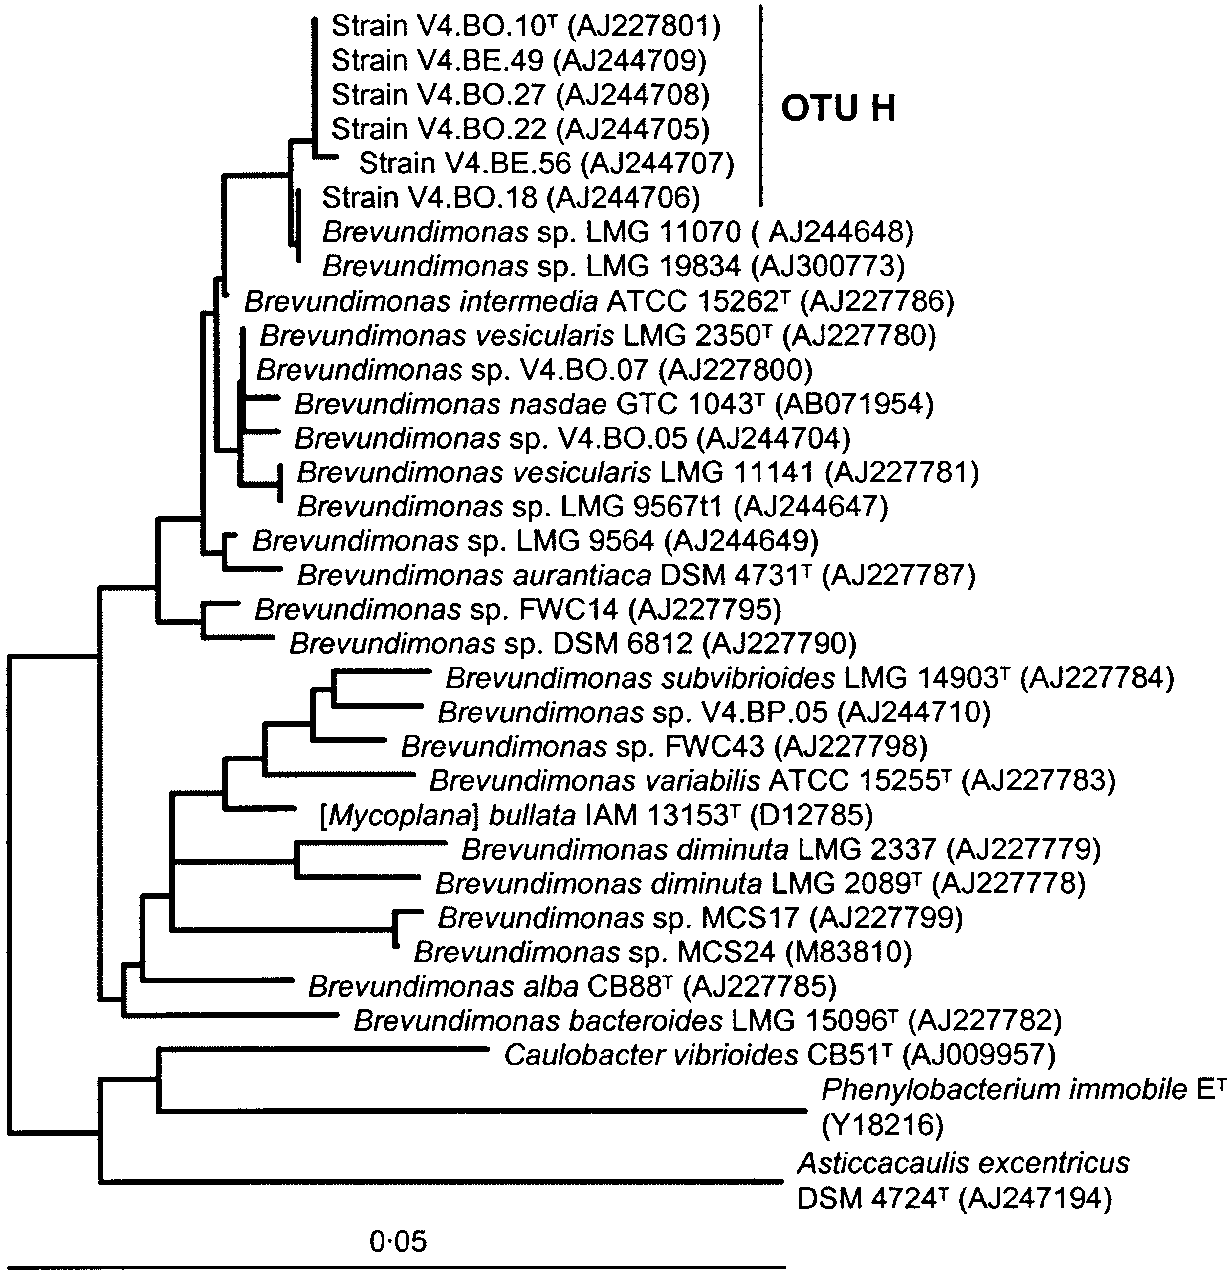 Strain V4.BO.10ᵀ (AJ227801)
Strain V4.BE.49 (AJ244709)
Strain V4.BO.27 (AJ244708)
OTU H
Strain V4.BO.22 (AJ244705)
Strain V4.BE.56 (AJ244707)
Strain V4.BO.18 (AJ244706)
Brevundimonas sp. LMG 11070 ( AJ244648)
Brevundimonas sp. LMG 19834 (AJ300773)
Brevundimonas intermedia ATCC 15262ᵀ (AJ227786)
Brevundimonas vesicularis LMG 2350ᵀ (AJ227780)
Brevundimonas sp. V4.BO.07 (AJ227800)
Brevundimonas nasdae GTC 1043ᵀ (AB071954)
Brevundimonas sp. V4.BO.05 (AJ244704)
Brevundimonas vesicularis LMG 11141 (AJ227781)
Brevundimonas sp. LMG 9567t1 (AJ244647)
Brevundimonas sp. LMG 9564 (AJ244649)
Brevundimonas aurantiaca DSM 4731ᵀ (AJ227787)
Brevundimonas sp. FWC14 (AJ227795)
Brevundimonas sp. DSM 6812 (AJ227790)
Brevundimonas subvibrioides LMG 14903ᵀ (AJ227784)
Brevundimonas sp. V4.BP.05 (AJ244710)
Brevundimonas sp. FWC43 (AJ227798)
Brevundimonas variabilis ATCC 15255ᵀ (AJ227783)
[Mycoplana] bullata IAM 13153ᵀ (D12785)
Brevundimonas diminuta LMG 2337 (AJ227779)
Brevundimonas diminuta LMG 2089ᵀ (AJ227778)
Brevundimonas sp. MCS17 (AJ227799)
Brevundimonas sp. MCS24 (M83810)
Brevundimonas alba CB88ᵀ (AJ227785)
Brevundimonas bacteroides LMG 15096ᵀ (AJ227782)
Caulobacter vibrioides CB51ᵀ (AJ009957)
Phenylobacterium immobile Eᵀ
(Y18216)
Asticcacaulis excentricus
DSM 4724ᵀ (AJ247194)
0·05